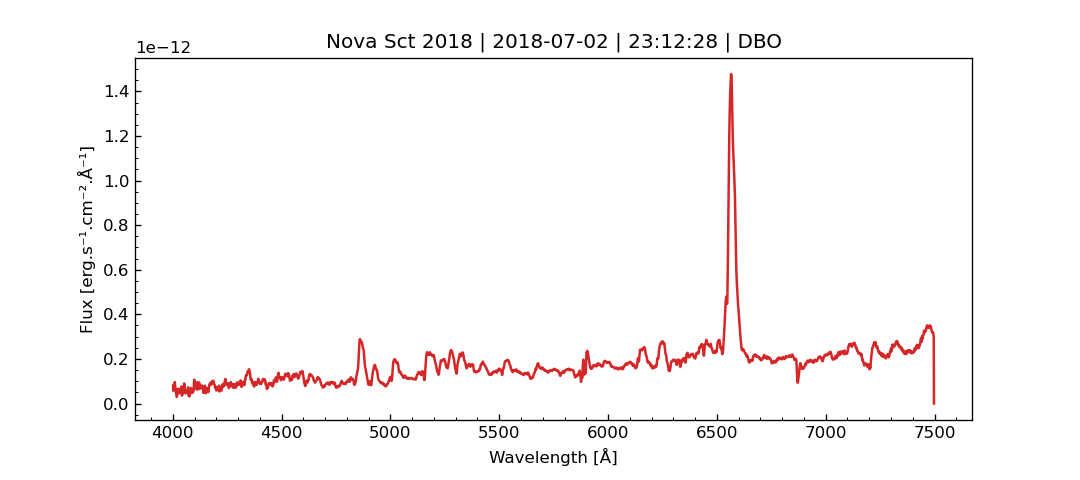 Nova Sct 2018 | 2018-07-02 | 23:12:28 | DBO
1e−12
1.4
1.2
1.0
0.8
0.6
0.4
0.2
0.0
Flux [erg.s⁻¹.cm⁻².Å⁻¹]
4000 4500 5000 5500 6000 6500 7000 7500
Wavelength [Å]